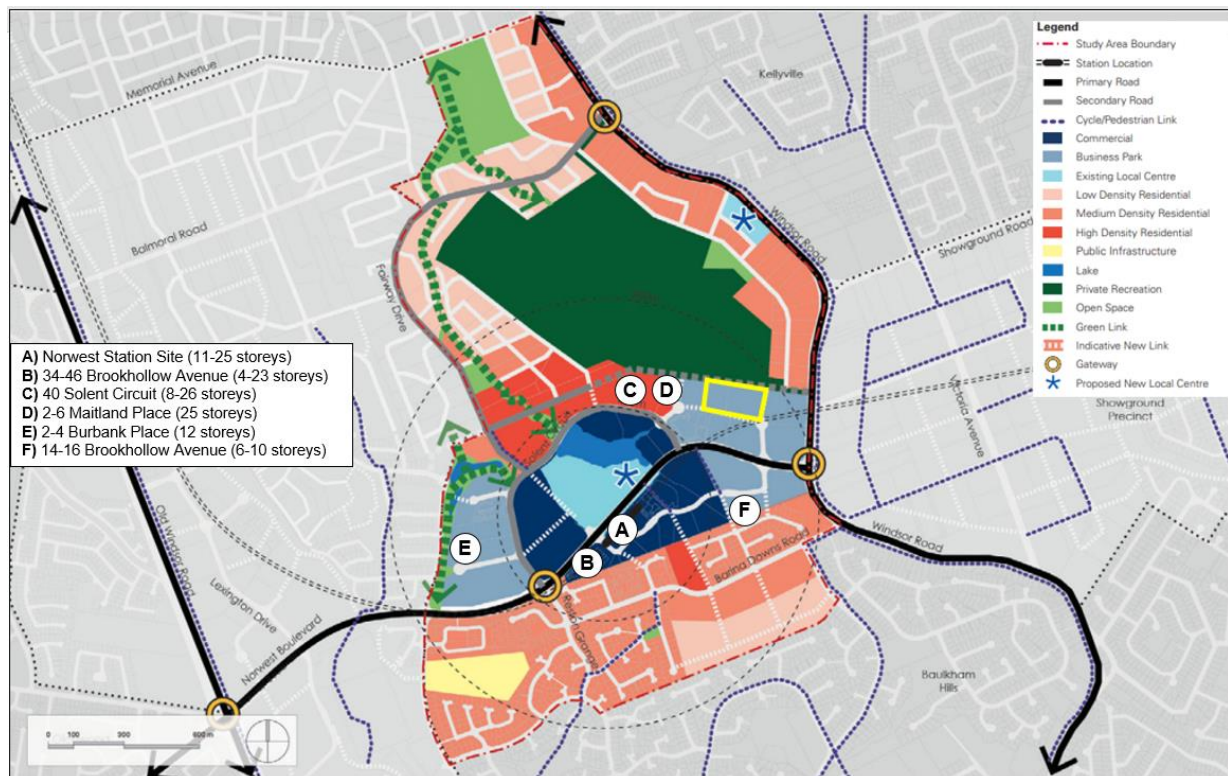 Memorial Avenue
Kellyville
Balmoral Road
Fairway Drive
Windsor Road
Showground Road
Legend
Study Area Boundary
Station Location
Primary Road
Secondary Road
Cycle/Pedestrian Link
Commercial
Business Park
Existing Local Centre
Low Density Residential
Medium Density Residential
High Density Residential
Public Infrastructure
Lake
Private Recreation
Open Space
Green Link
Indicative New Link
Gateway
Proposed New Local Centre
A) Norwest Station Site (11-25 storeys)
B) 34-46 Brookhollow Avenue (4-23 storeys)
C) 40 Solent Circuit (8-26 storeys)
D) 2-6 Maitland Place (25 storeys)
E) 2-4 Burbank Place (12 storeys)
F) 14-16 Brookhollow Avenue (6-10 storeys)
C
D
Victoria Avenue
Showground
Precinct
F
A
E
B
Old Windsor Road
Lexington Drive
Norwest Boulevard
Barina Downs Road
Windsor Road
Baulkham
Hills
0 100 300 600 m